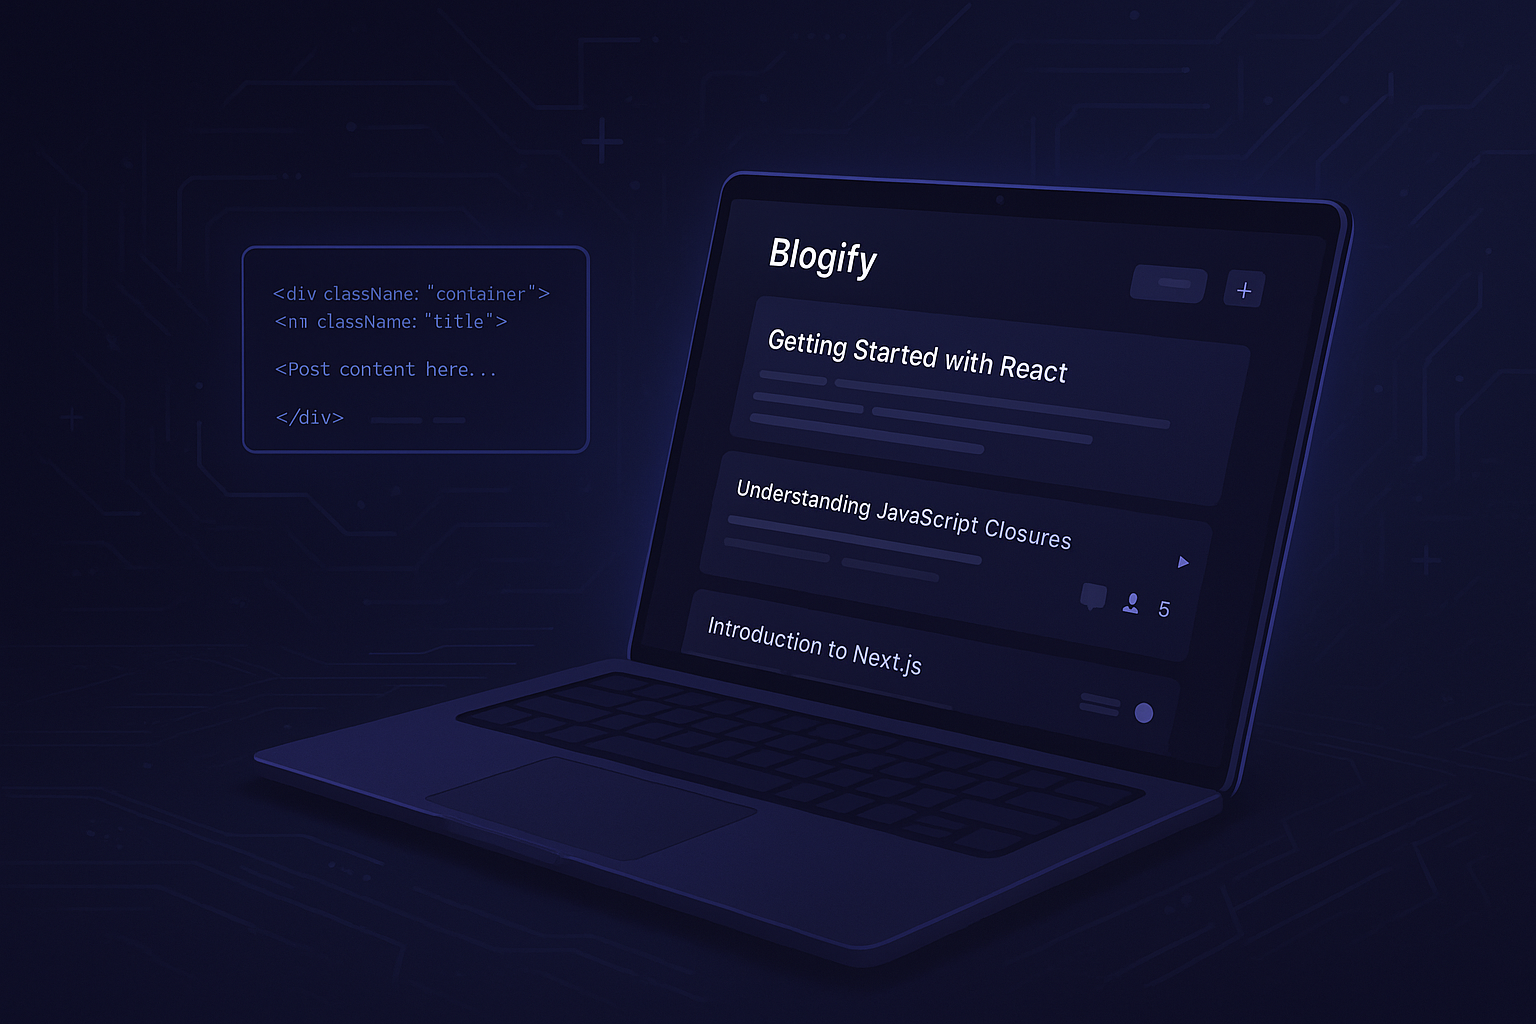 <div classNane: "container">
<nm className: "title">
<Post content here...
</div>
Blogify
+
Getting Started with React
Understanding JavaScript Closures
5
Introduction to Next.js